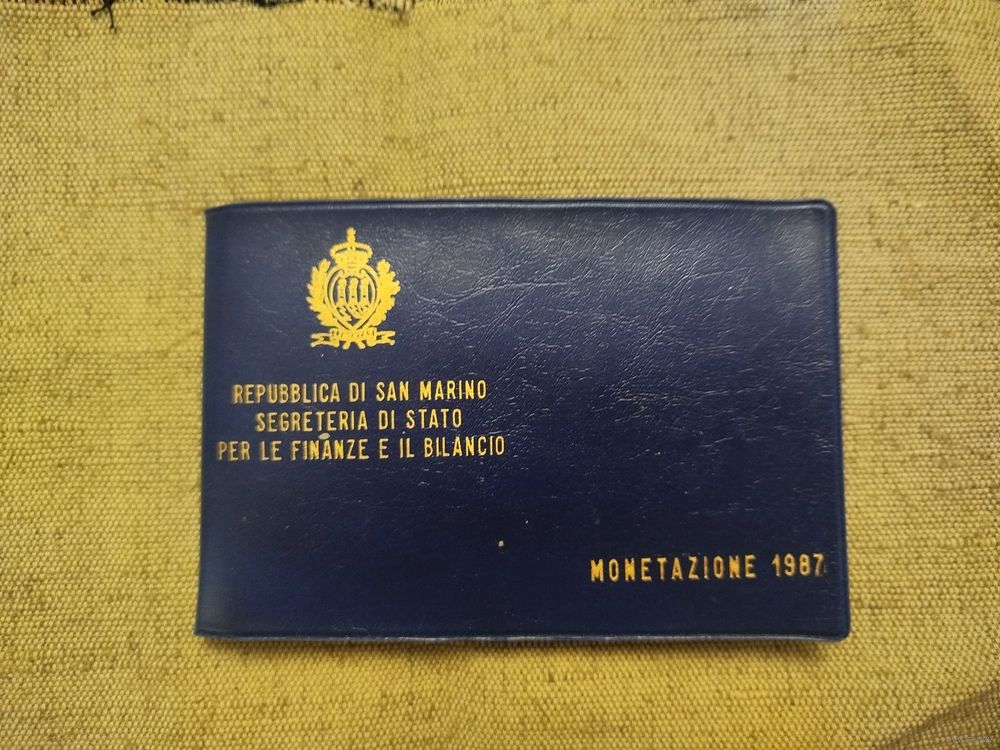 REPUBBLICA DI SAN MARINO
SEGRETERIA DI STATO
PER LE FINANZE E IL BILANCIO
MONETAZIONE 1987